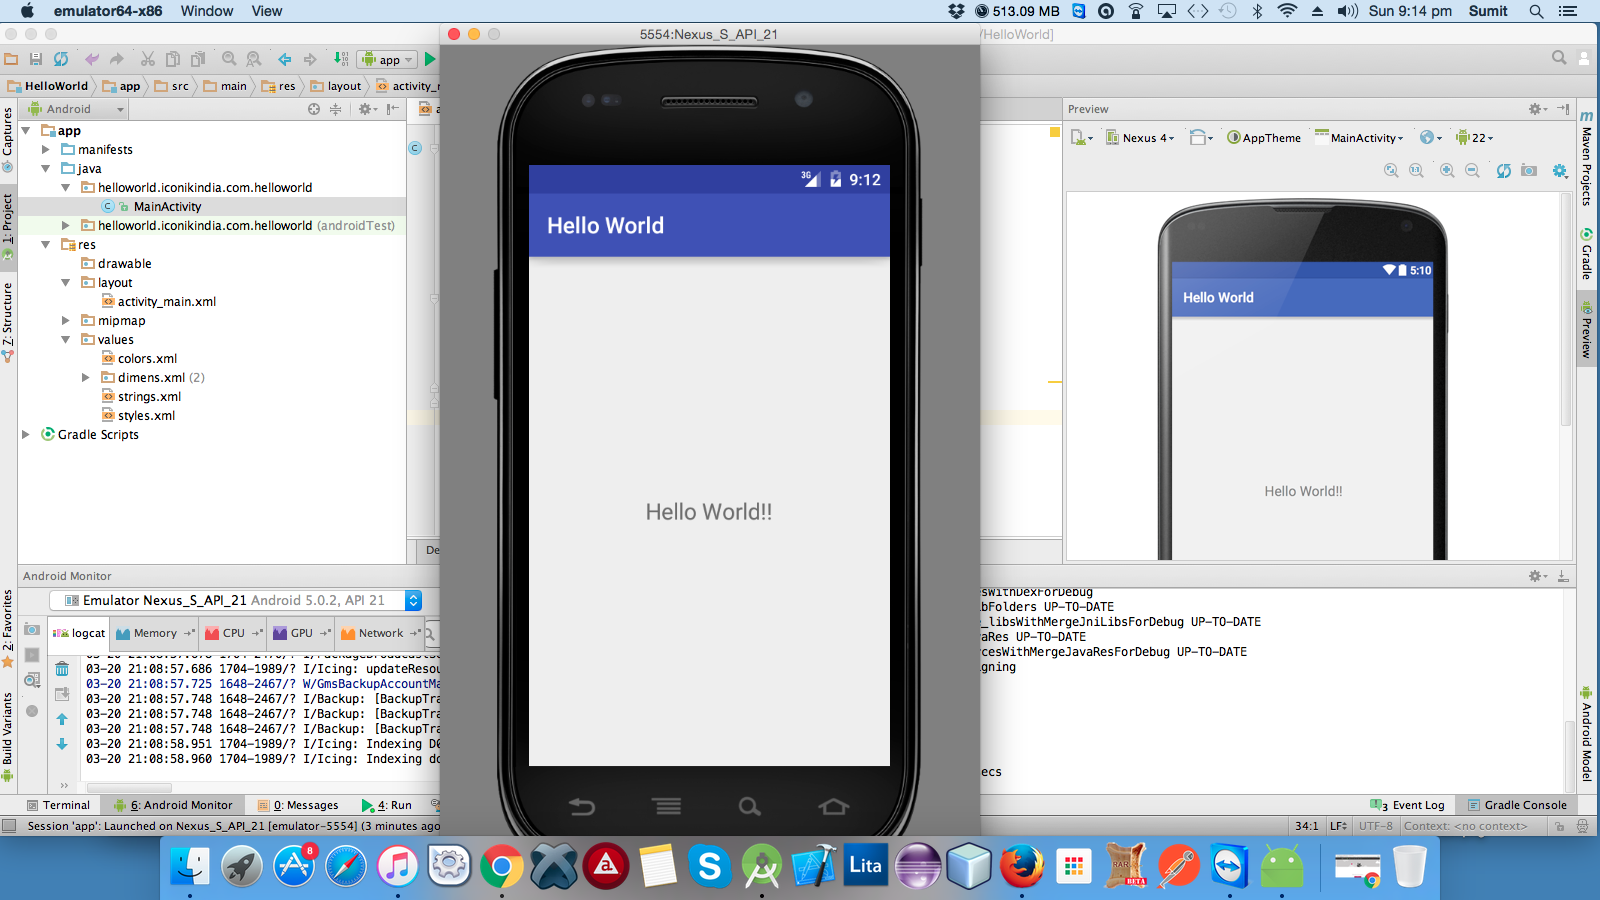 emulator64-x86 Window View
513.09 MB Sun 9:14 pm Sumit
5554:Nexus_S_API_21
/HelloWorld]
app
HelloWorld app src main res layout
Android
Preview
app
manifests
java
helloworld.iconikindia.com.helloworld
MainActivity
helloworld.iconikindia.com.helloworld (androidTest)
res
drawable
layout
activity_main.xml
mipmap
values
colors.xml
dimens.xml (2)
strings.xml
styles.xml
Gradle Scripts
Captures
1: Project
Z: Structure
2: Favorites
Build Variants
3G 9:12
Hello World
Hello World!!
Nexus 4 AppTheme MainActivity 22
5:10
Hello World
Hello World!!
Maven Projects
Gradle
Preview
Android Model
Android Monitor
Emulator Nexus_S_API_21 Android 5.0.2, API 21
logcat Memory CPU GPU Network
03-20 21:08:57.686 1704-1989/? I/Icing: updateResou
03-20 21:08:57.725 1648-2467/? W/GmsBackupAccountMa
03-20 21:08:57.748 1648-2467/? I/Backup: [BackupTra
03-20 21:08:57.748 1648-2467/? I/Backup: [BackupTra
03-20 21:08:57.748 1648-2467/? I/Backup: [BackupTra
03-20 21:08:58.951 1704-1989/? I/Icing: Indexing
03-20 21:08:58.960 1704-1989/? I/Icing: Indexing
swithDexForDebug
bFolders UP-TO-DATE
_libsWithMergeJniLibsForDebug UP-TO-DATE
vaRes UP-TO-DATE
rcesWithMergeJavaResForDebug UP-TO-DATE
igning
ecs
Terminal 6: Android Monitor 0: Messages 4: Run
3 Event Log Gradle Console
Session 'app': Launched on Nexus_S_API_21 [emulator-5554] (3 minutes ago
34:1 LF UTF-8 Context: <no context>
8
Lita
RAR
BETA